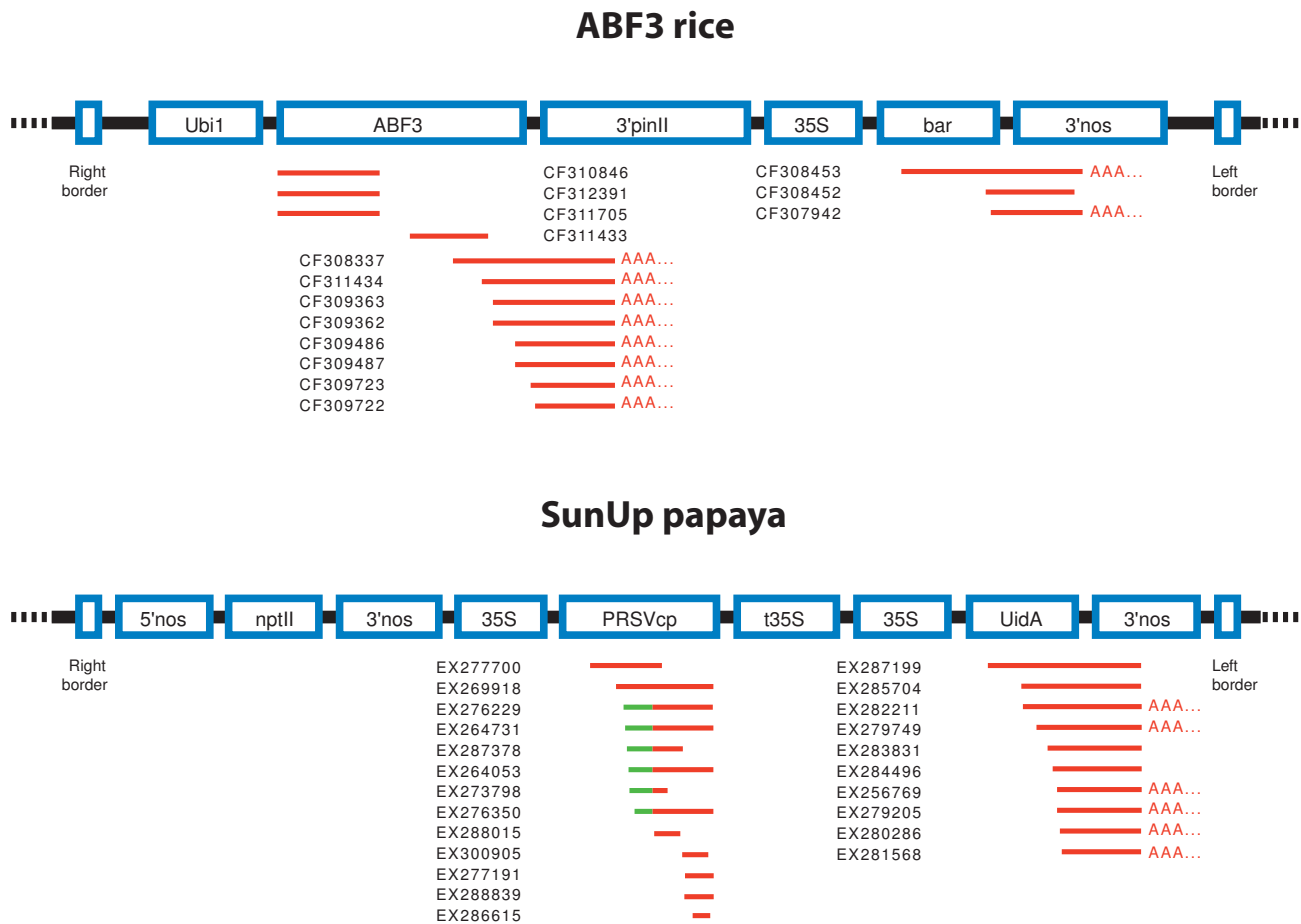 ABF3 rice
Ubi1 ABF3 3'pinII 35S bar 3'nos
Right border
Left border
CF310846
CF312391
CF311705
CF311433
CF308453 AAA...
CF308452
CF307942 AAA...
CF308337 AAA...
CF311434 AAA...
CF309363 AAA...
CF309362 AAA...
CF309486 AAA...
CF309487 AAA...
CF309723 AAA...
CF309722 AAA...
SunUp papaya
5'nos nptII 3'nos 35S PRSVcp t35S 35S UidA 3'nos
Right border
Left border
EX277700
EX269918
EX276229
EX264731
EX287378
EX264053
EX273798
EX276350
EX288015
EX300905
EX277191
EX288839
EX286615
EX287199
EX285704
EX282211 AAA...
EX279749 AAA...
EX283831
EX284496
EX256769 AAA...
EX279205 AAA...
EX280286 AAA...
EX281568 AAA...